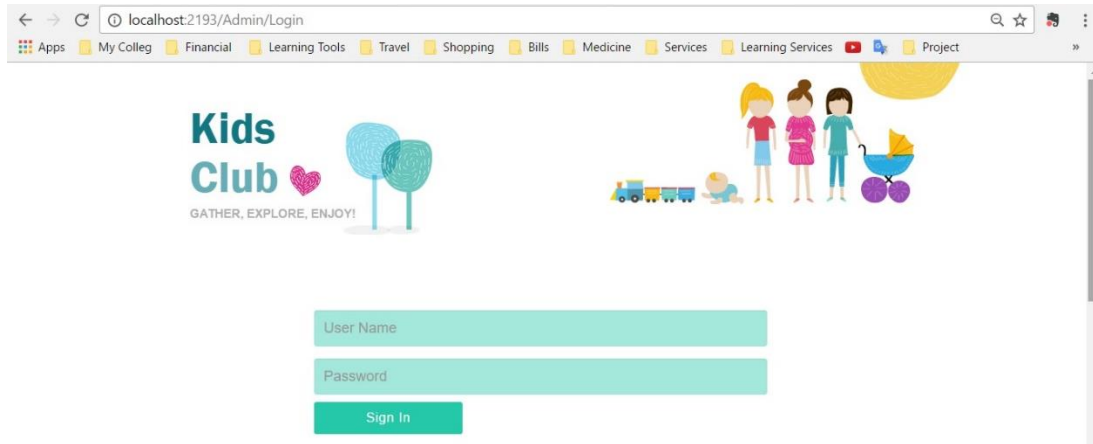 localhost:2193/Admin/Login
Apps My Colleg Financial Learning Tools Travel Shopping Bills Medicine Services Learning Services Project »
Kids
Club
GATHER, EXPLORE, ENJOY!
User Name
Password
Sign In